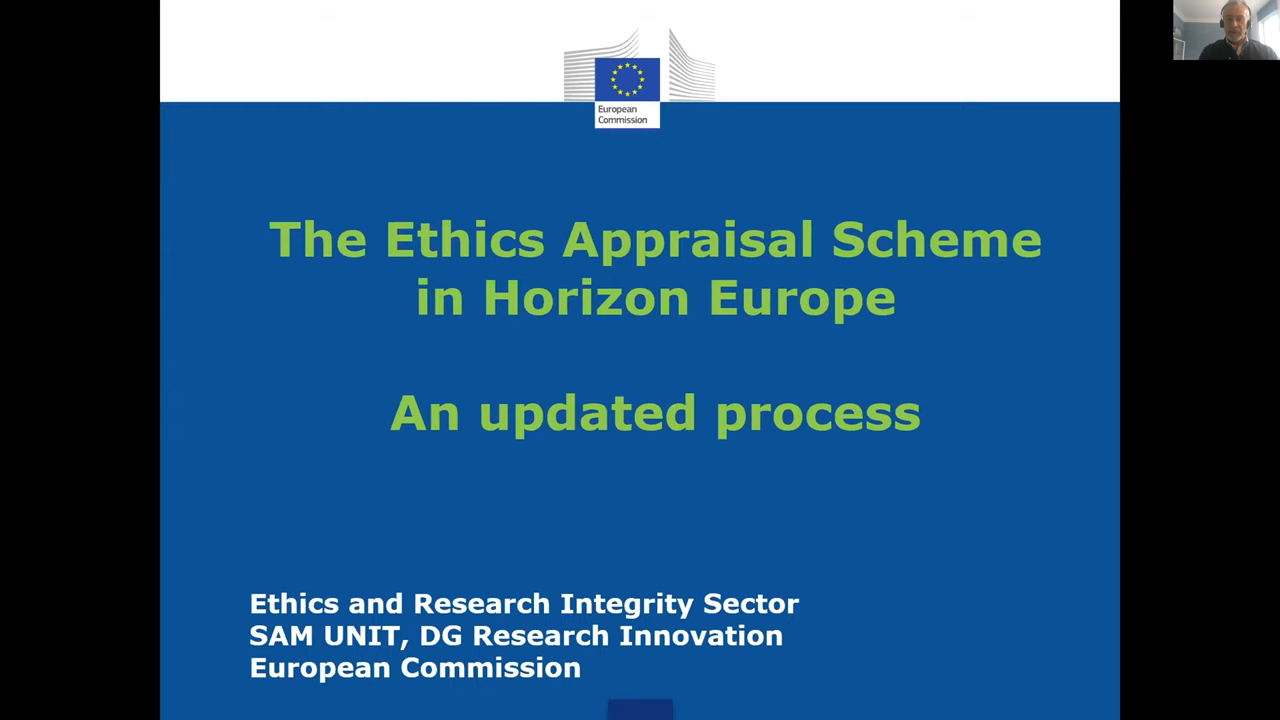 European
Commission
The Ethics Appraisal Scheme
in Horizon Europe
An updated process
Ethics and Research Integrity Sector
SAM UNIT, DG Research Innovation
European Commission